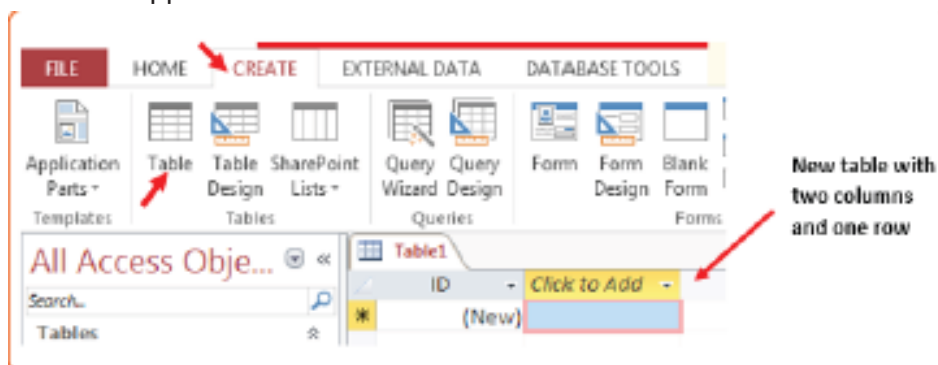 FILE HOME CREATE EXTERNAL DATA DATABASE TOOLS
Application Parts Table Table Design SharePoint Lists Query Wizard Query Design Form Form Design Blank Form
Templates Tables Queries Forms
New table with
two columns
and one row
All Access Obje... «
Table1
Search..
ID Click to Add
* (New)
Tables